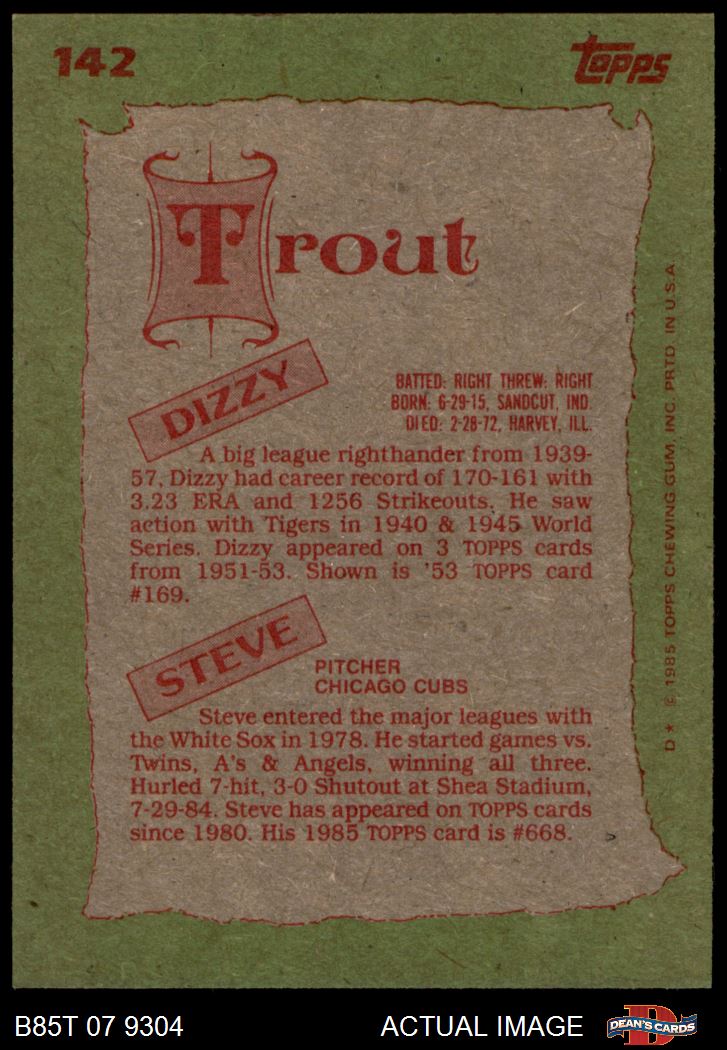 142
TOPPS
Trout
DIZZY
BATTED: RIGHT THREW: RIGHT
BORN: 6-29-15, SANDCUT, IND.
DIED: 2-28-72, HARVEY, ILL.
A big league righthander from 1939-
57, Dizzy had career record of 170-161 with
3.23 ERA and 1256 Strikeouts. He saw
action with Tigers in 1940 & 1945 World
Series. Dizzy appeared on 3 TOPPS cards
from 1951-53. Shown is '53 TOPPS card
#169.
STEVE
PITCHER
CHICAGO CUBS
Steve entered the major leagues with
the White Sox in 1978. He started games vs.
Twins, A's & Angels, winning all three.
Hurled 7-hit, 3-0 Shutout at Shea Stadium,
7-29-84. Steve has appeared on TOPPS cards
since 1980. His 1985 TOPPS card is #668.
D * © 1985 TOPPS CHEWING GUM, INC. PRTD. IN U.S.A.
B85T 07 9304
ACTUAL IMAGE
DEAN'S CARDS